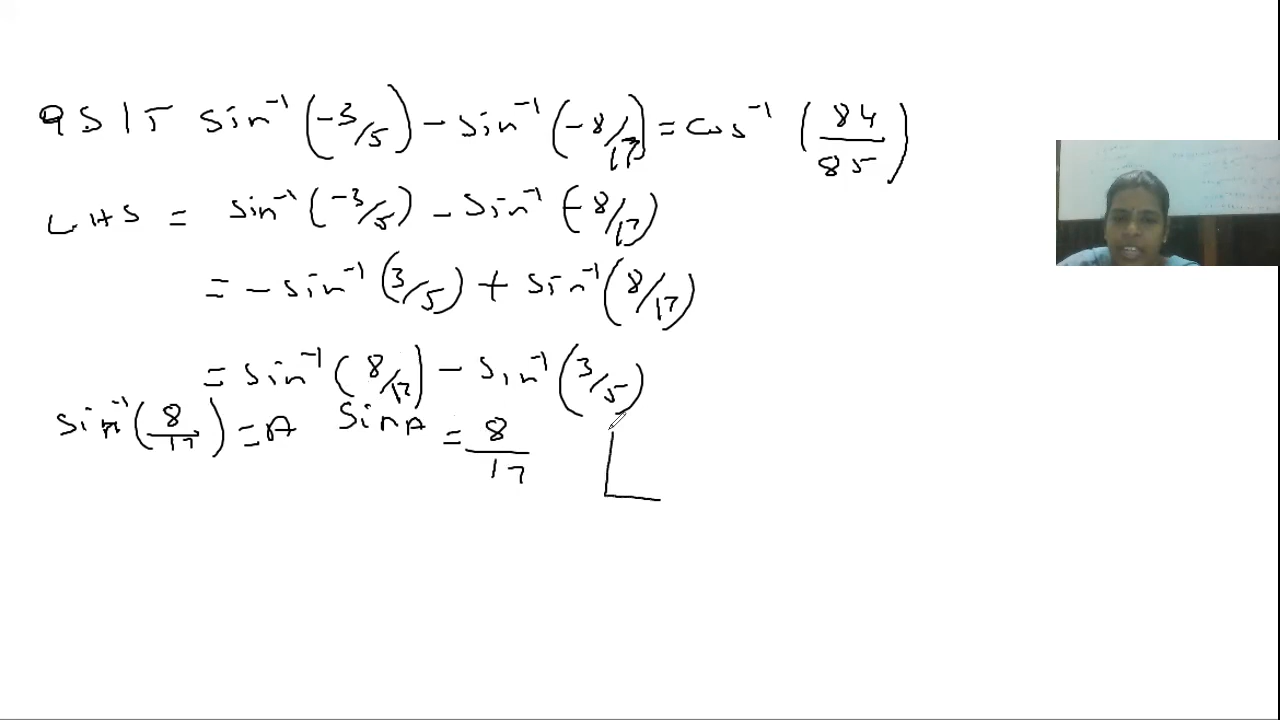 9 S I T sin⁻¹ (-3/5) - sin⁻¹ (-8/17) = cos⁻¹ (84/85)
LHS = sin⁻¹ (-3/5) - sin⁻¹ (-8/17)
= - sin⁻¹ (3/5) + sin⁻¹ (8/17)
= sin⁻¹ (8/17) - sin⁻¹ (3/5)
sin⁻¹ (8/17) = A sin A = 8/17